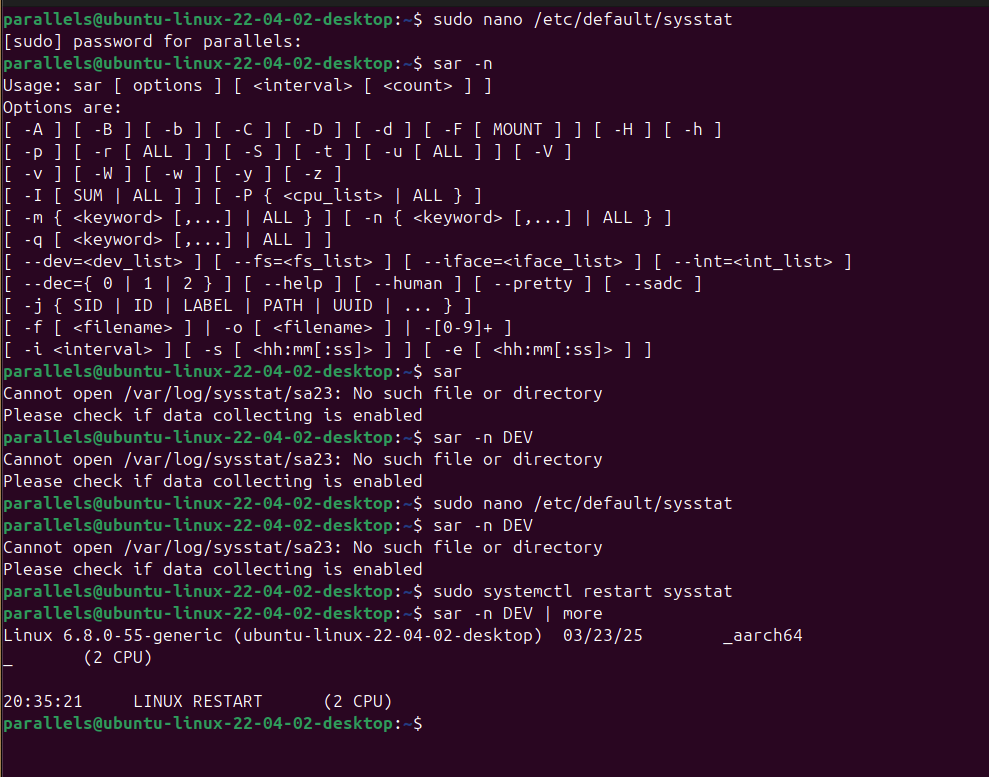 parallels@ubuntu-linux-22-04-02-desktop:~$ sudo nano /etc/default/sysstat
[sudo] password for parallels:
parallels@ubuntu-linux-22-04-02-desktop:~$ sar -n
Usage: sar [ options ] [ <interval> [ <count> ] ]
Options are:
[ -A ] [ -B ] [ -b ] [ -C ] [ -D ] [ -d ] [ -F [ MOUNT ] ] [ -H ] [ -h ]
[ -p ] [ -r [ ALL ] ] [ -S ] [ -t ] [ -u [ ALL ] ] [ -V ]
[ -v ] [ -W ] [ -w ] [ -y ] [ -z ]
[ -I [ SUM | ALL ] ] [ -P { <cpu_list> | ALL } ]
[ -m { <keyword> [,...] | ALL } ] [ -n { <keyword> [,...] | ALL } ]
[ -q [ <keyword> [,...] | ALL ] ]
[ --dev=<dev_list> ] [ --fs=<fs_list> ] [ --iface=<iface_list> ] [ --int=<int_list> ]
[ --dec={ 0 | 1 | 2 } ] [ --help ] [ --human ] [ --pretty ] [ --sadc ]
[ -j { SID | ID | LABEL | PATH | UUID | ... } ]
[ -f [ <filename> ] | -o [ <filename> ] | -[0-9]+ ]
[ -i <interval> ] [ -s [ <hh:mm[:ss]> ] ] [ -e [ <hh:mm[:ss]> ] ]
parallels@ubuntu-linux-22-04-02-desktop:~$ sar
Cannot open /var/log/sysstat/sa23: No such file or directory
Please check if data collecting is enabled
parallels@ubuntu-linux-22-04-02-desktop:~$ sar -n DEV
Cannot open /var/log/sysstat/sa23: No such file or directory
Please check if data collecting is enabled
parallels@ubuntu-linux-22-04-02-desktop:~$ sudo nano /etc/default/sysstat
parallels@ubuntu-linux-22-04-02-desktop:~$ sar -n DEV
Cannot open /var/log/sysstat/sa23: No such file or directory
Please check if data collecting is enabled
parallels@ubuntu-linux-22-04-02-desktop:~$ sudo systemctl restart sysstat
parallels@ubuntu-linux-22-04-02-desktop:~$ sar -n DEV | more
Linux 6.8.0-55-generic (ubuntu-linux-22-04-02-desktop)  03/23/25        _aarch64
_       (2 CPU)
20:35:21     LINUX RESTART      (2 CPU)
parallels@ubuntu-linux-22-04-02-desktop:~$